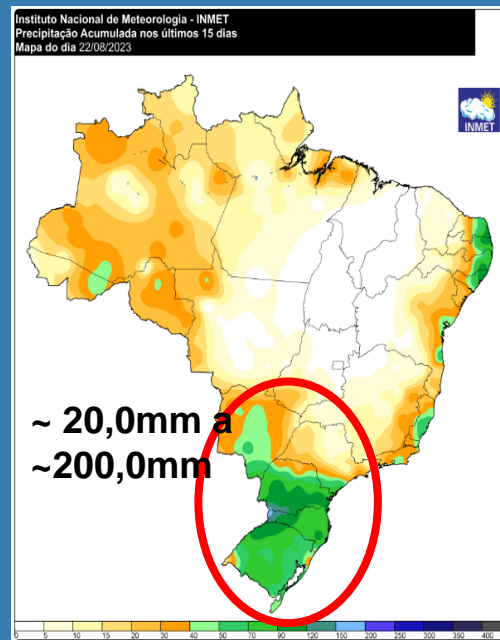 Instituto Nacional de Meteorologia - INMET
Precipitação Acumulada nos últimos 15 dias
Mapa do dia 22/08/2023
INMET
~ 20,0mm a
~200,0mm
0 5 10 15 20 30 40 50 70 90 120 150 200 250 300 350 400